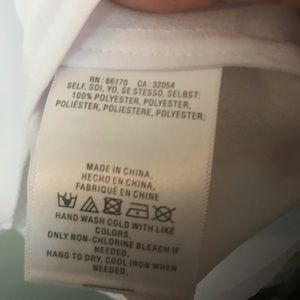 RN: 66170 CA: 32054
SELF, SOI, YO, SE STESSO, SELBST:
100% POLYESTER, POLYESTER,
POLIÉSTER, POLIESTERE, POLYESTER;
MADE IN CHINA,
HECHO EN CHINA,
FABRIQUÉ EN CHINE
HAND WASH COLD WITH LIKE
COLORS,
ONLY NON-CHLORINE BLEACH IF
NEEDED,
HANG TO DRY, COOL IRON WHEN
NEEDED,